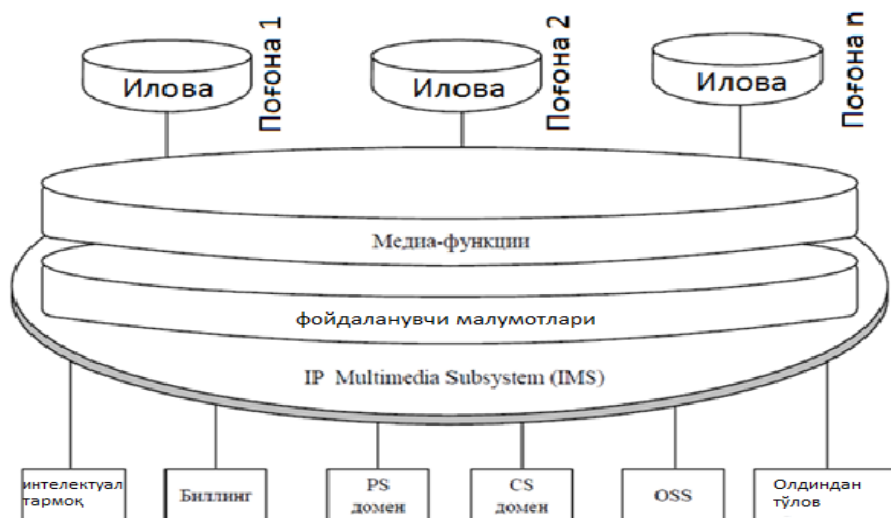 Илова
Поғона 1
Илова
Поғона 2
Илова
Поғона n
Медиа-функции
фойдаланувчи малумотлари
IP Multimedia Subsystem (IMS)
интелектуал
тармоқ
Биллинг
PS
домен
CS
домен
OSS
Олдиндан
тўлов